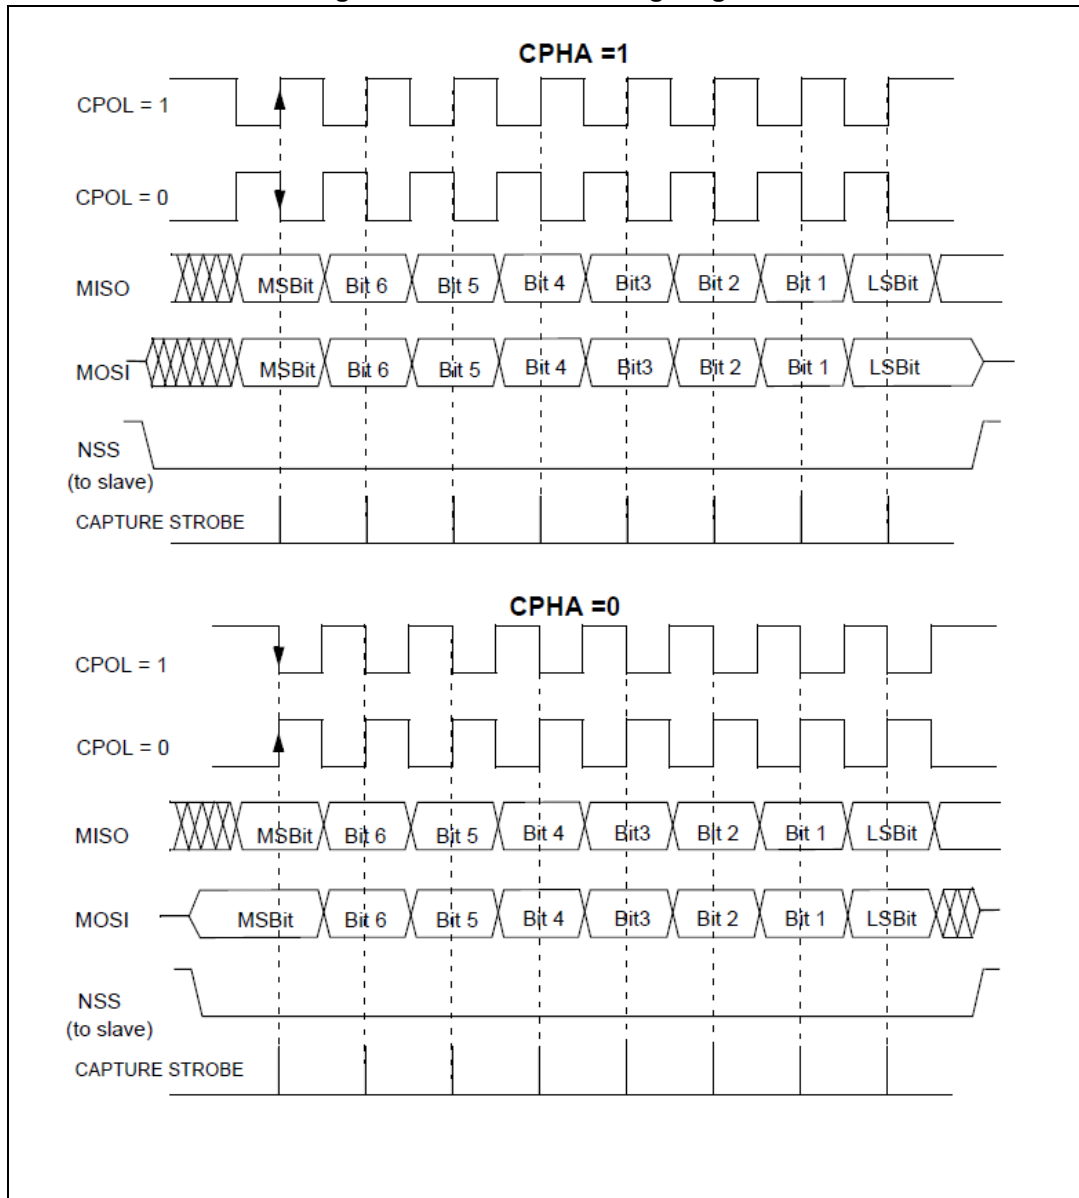 CPHA =1
CPOL = 1
CPOL = 0
MISO MSBit Bit 6 Bit 5 Bit 4 Bit3 Bit 2 Bit 1 LSBit
MOSI MSBit Bit 6 Bit 5 Bit 4 Bit3 Bit 2 Bit 1 LSBit
NSS
(to slave)
CAPTURE STROBE
CPHA =0
CPOL = 1
CPOL = 0
MISO MSBit Bit 6 Bit 5 Bit 4 Bit3 Bit 2 Bit 1 LSBit
MOSI MSBit Bit 6 Bit 5 Bit 4 Bit3 Bit 2 Bit 1 LSBit
NSS
(to slave)
CAPTURE STROBE